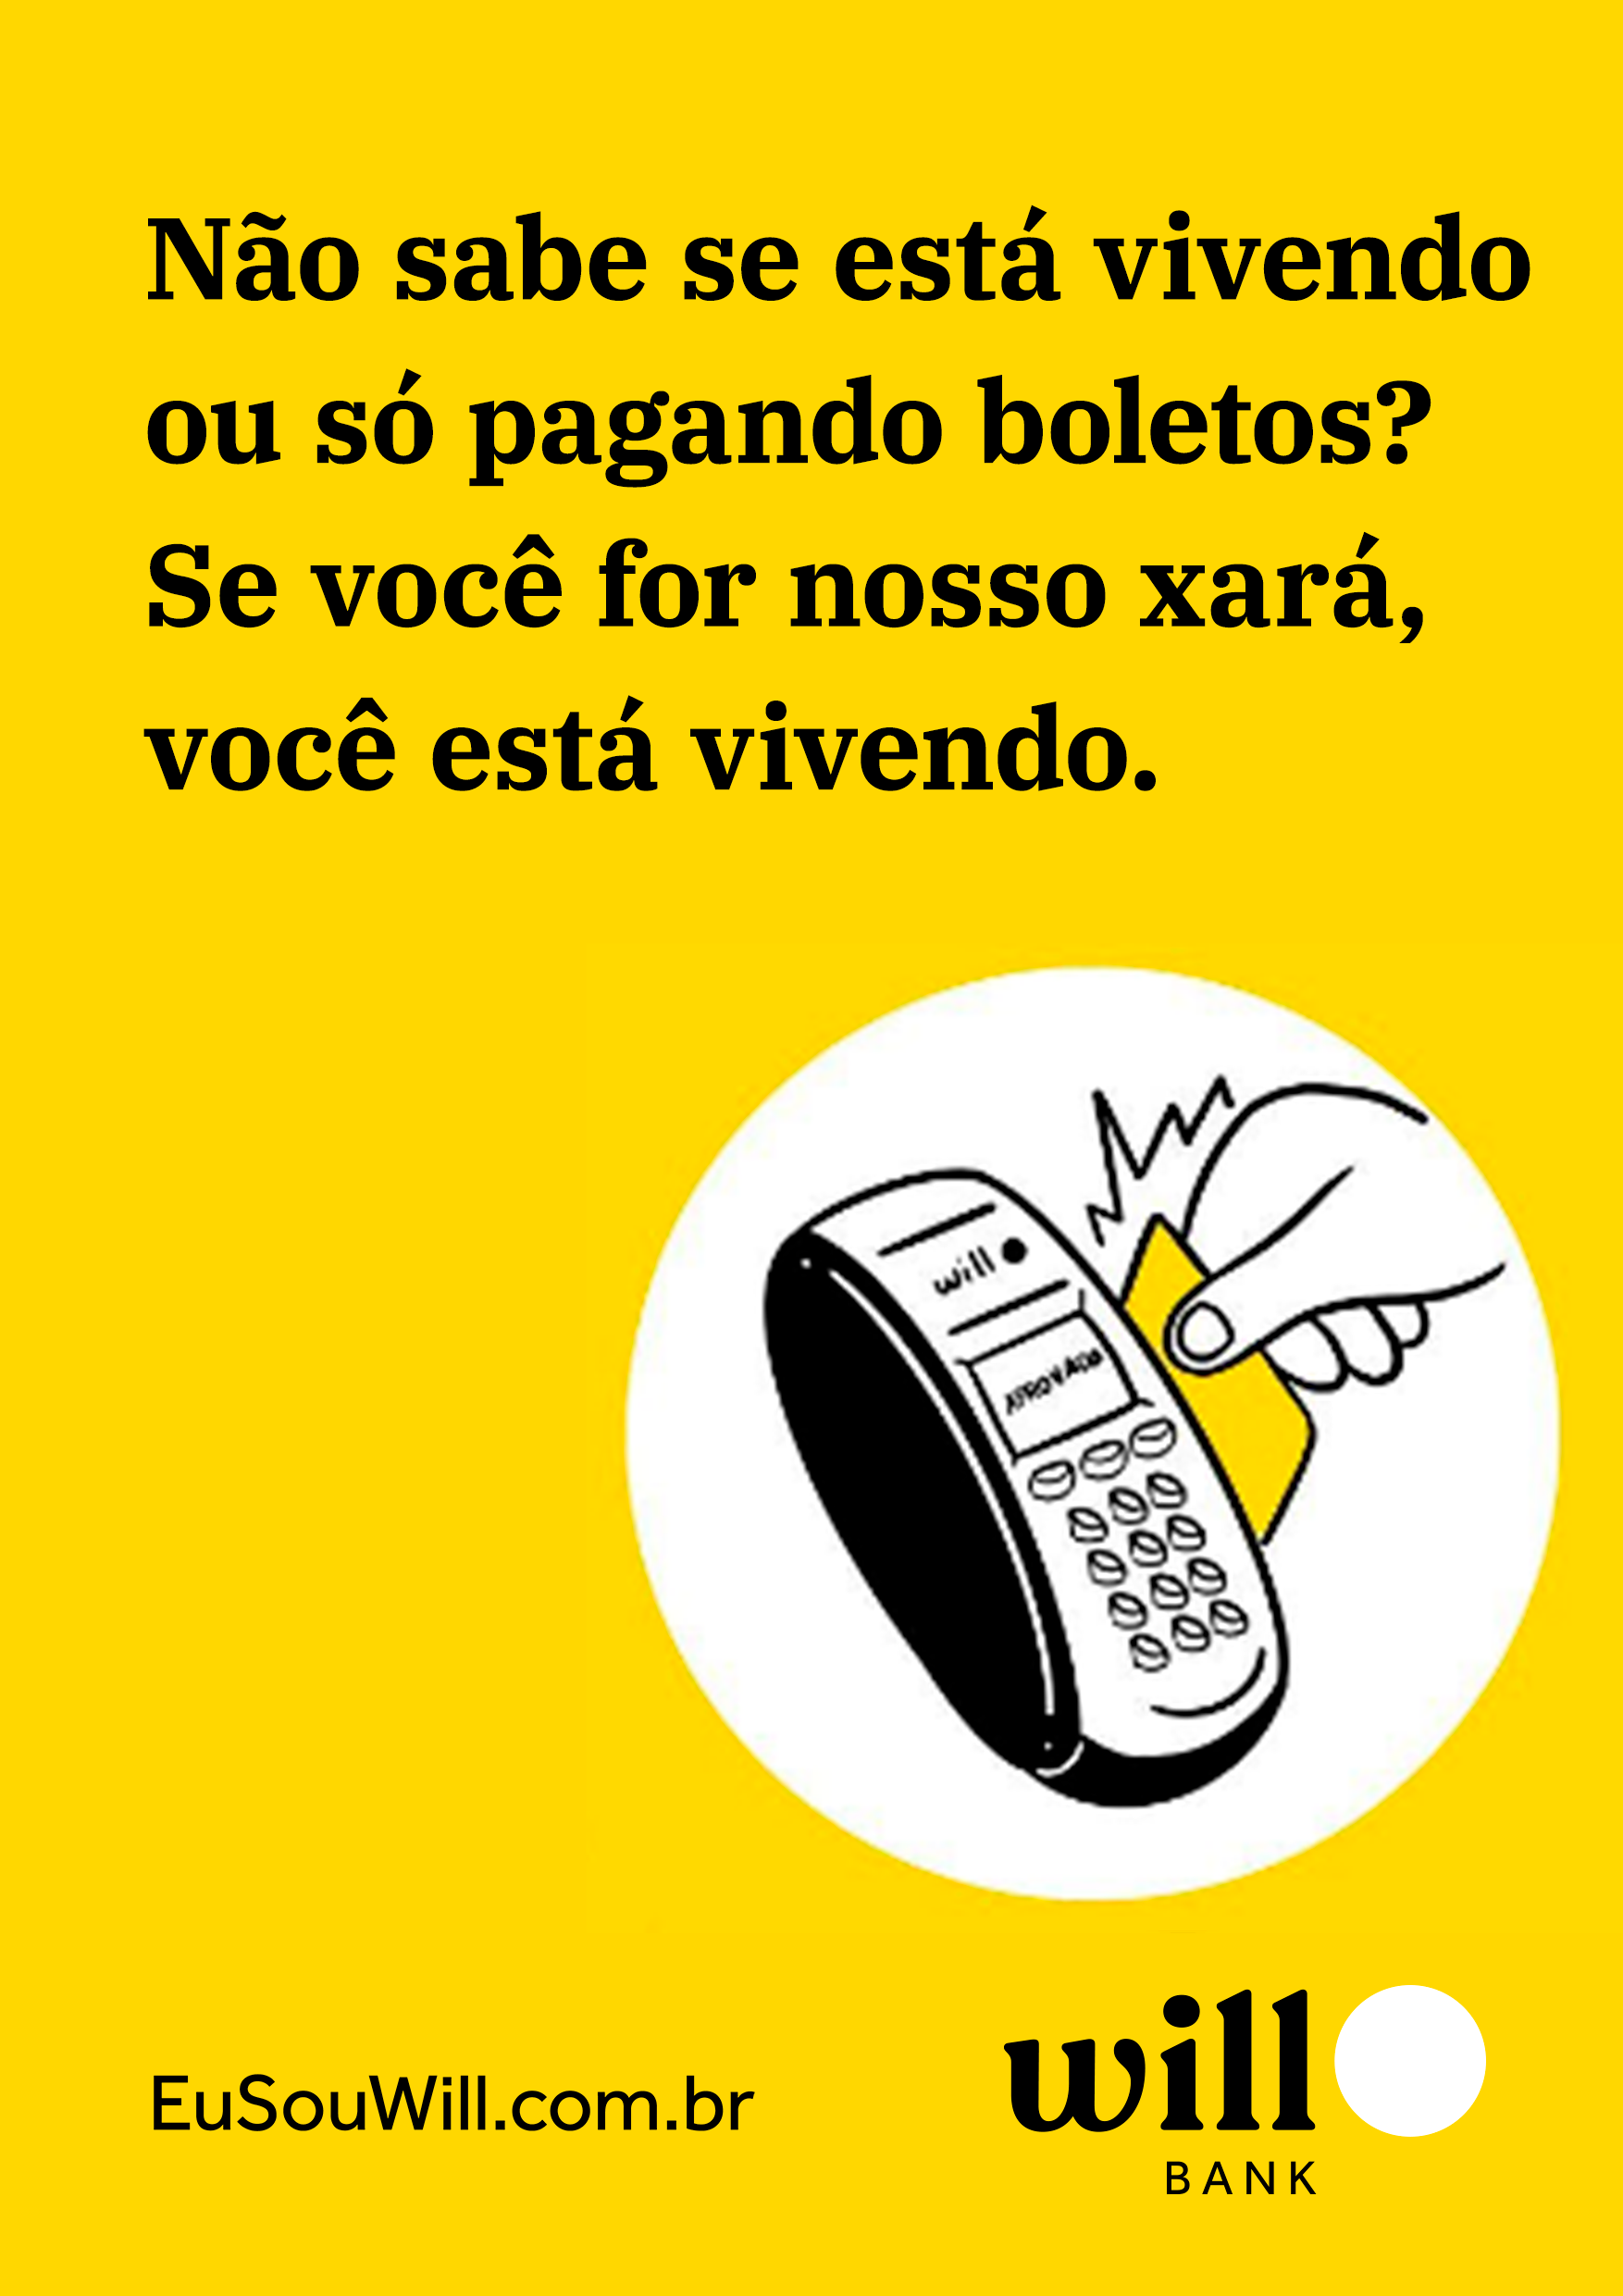 Não sabe se está vivendo
ou só pagando boletos?
Se você for nosso xará,
você está vivendo.
will
APROVADO
EuSouWill.com.br
will
BANK